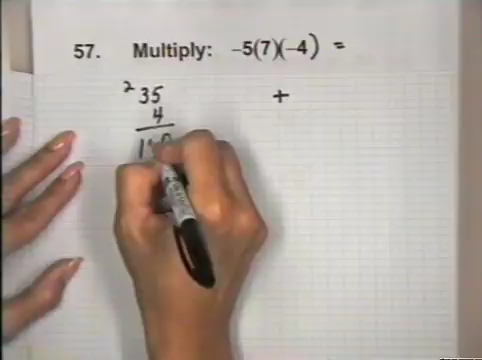 57. Multiply: -5(7)(-4) =
2 35 +
4